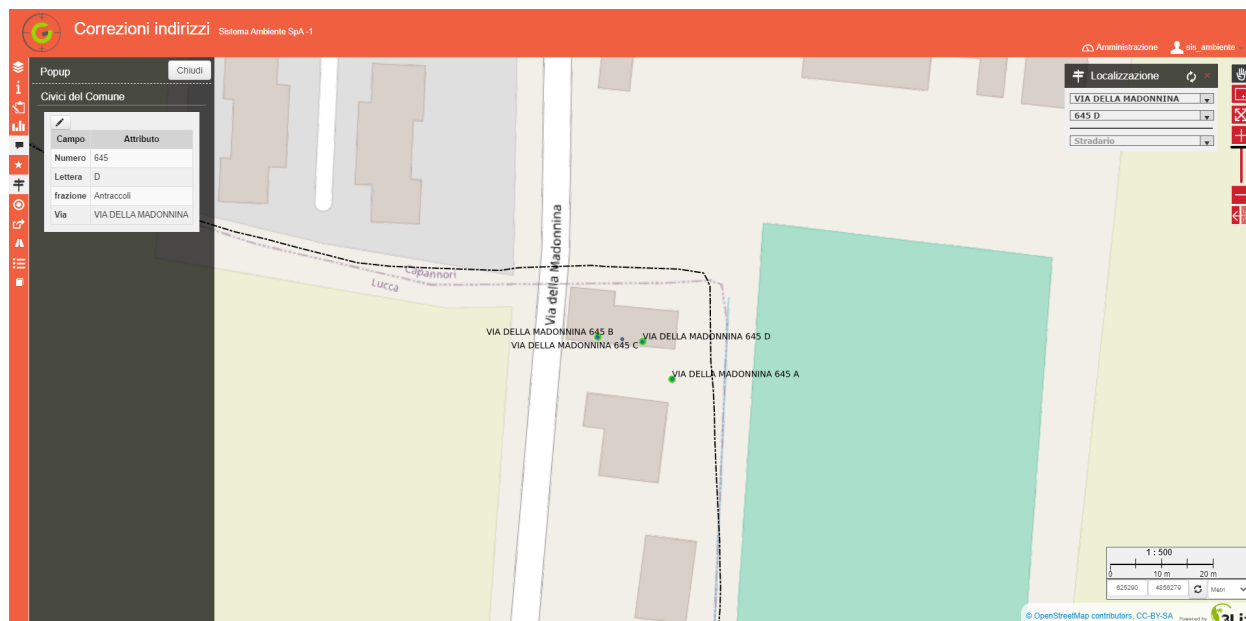 Correzioni indirizzi Sistema Ambiente SpA -1
Amministrazione sis_ambiente
Popup Chiudi
Civici del Comune
Campo Attributo
Numero 645
Lettera D
frazione Antraccoli
Via VIA DELLA MADONNINA
Localizzazione
VIA DELLA MADONNINA
645 D
Stradario
Via della Madonnina
Capannori
Lucca
VIA DELLA MADONNINA 645 B
VIA DELLA MADONNINA 645 D
VIA DELLA MADONNINA 645 C
VIA DELLA MADONNINA 645 A
1 : 500
0 10 m 20 m
625290 4856279 Metri
© OpenStreetMap contributors, CC-BY-SA Powered by